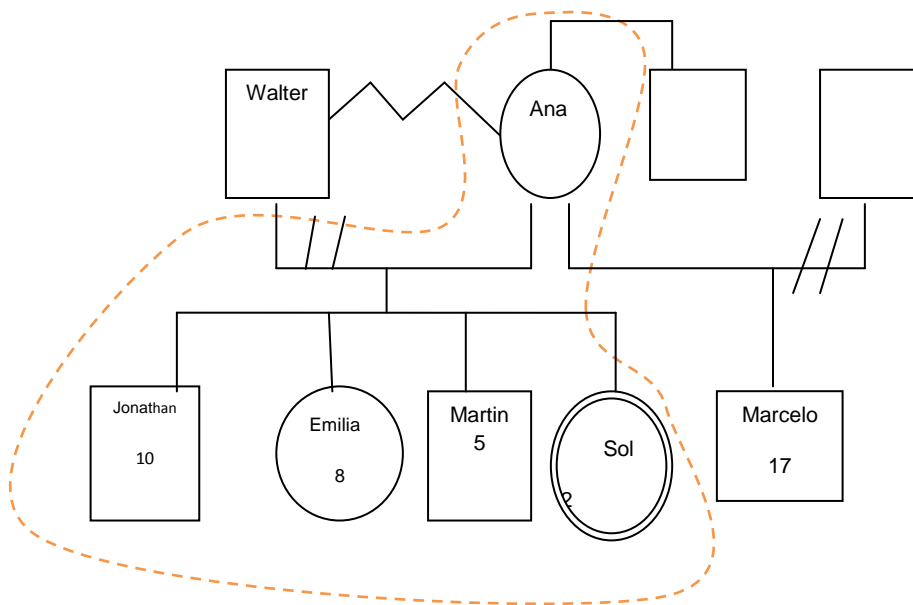 Walter
Ana
Jonathan
10
Emilia
8
Martin
5
Sol
2
Marcelo
17